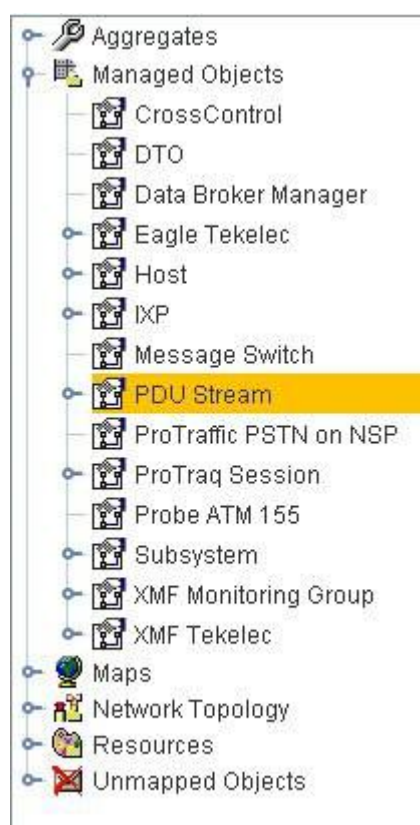 Aggregates
Managed Objects
CrossControl
DTO
Data Broker Manager
Eagle Tekelec
Host
IXP
Message Switch
PDU Stream
ProTraffic PSTN on NSP
ProTraq Session
Probe ATM 155
Subsystem
XMF Monitoring Group
XMF Tekelec
Maps
Network Topology
Resources
Unmapped Objects